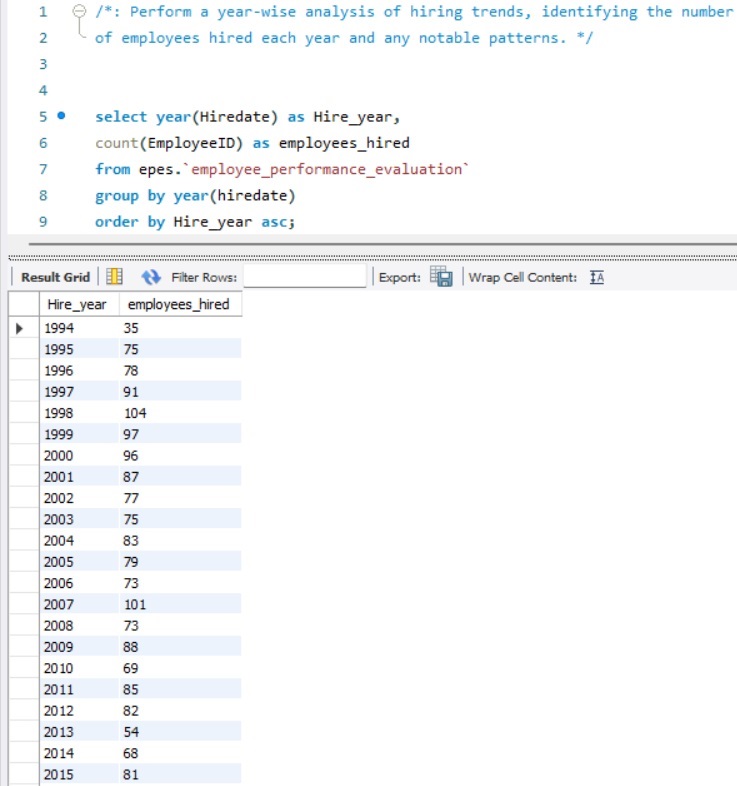 1 /*: Perform a year-wise analysis of hiring trends, identifying the number
2 of employees hired each year and any notable patterns. */
3
4
5 select year(Hiredate) as Hire_year,
6 count(EmployeeID) as employees_hired
7 from epes.`employee_performance_evaluation`
8 group by year(hiredate)
9 order by Hire_year asc;
Result Grid Filter Rows: Export: Wrap Cell Content:
Hire_year employees_hired
1994 35
1995 75
1996 78
1997 91
1998 104
1999 97
2000 96
2001 87
2002 77
2003 75
2004 83
2005 79
2006 73
2007 101
2008 73
2009 88
2010 69
2011 85
2012 82
2013 54
2014 68
2015 81